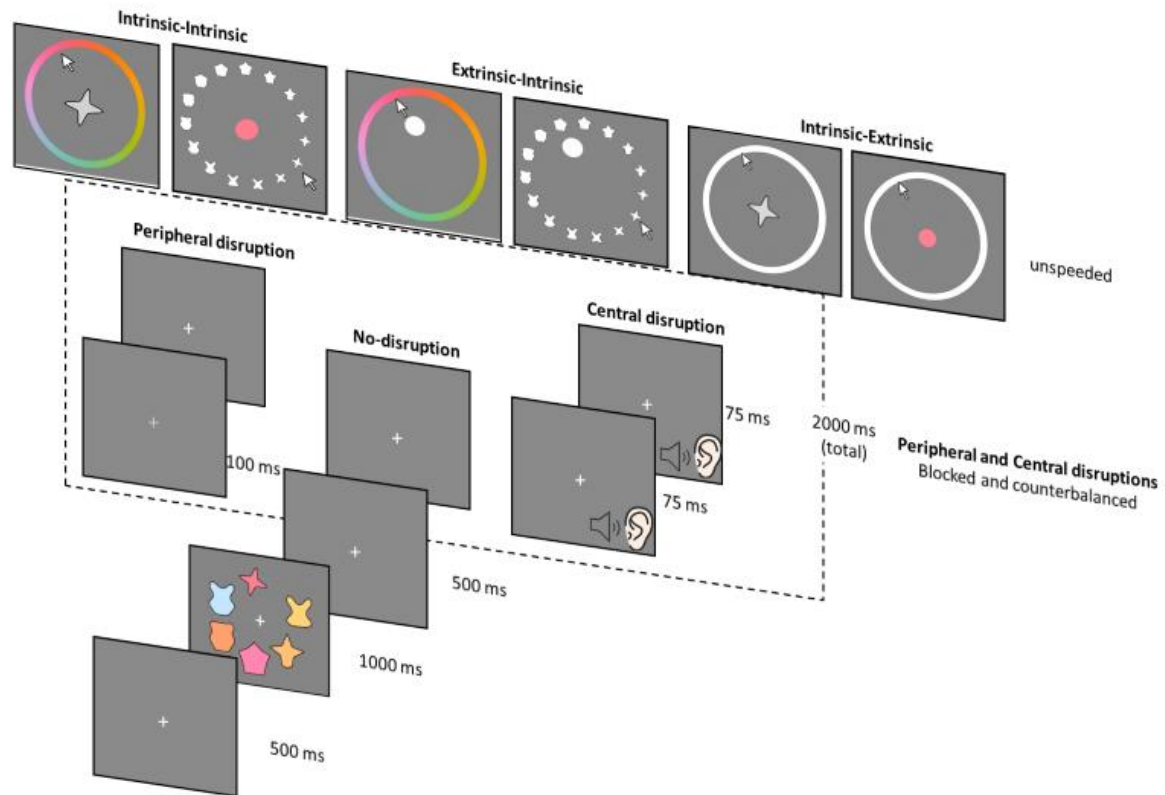 Intrinsic-Intrinsic
Extrinsic-Intrinsic
Intrinsic-Extrinsic
unspeeded
Peripheral disruption
No-disruption
Central disruption
100 ms
75 ms
75 ms
2000 ms
(total)
Peripheral and Central disruptions
Blocked and counterbalanced
500 ms
1000 ms
500 ms